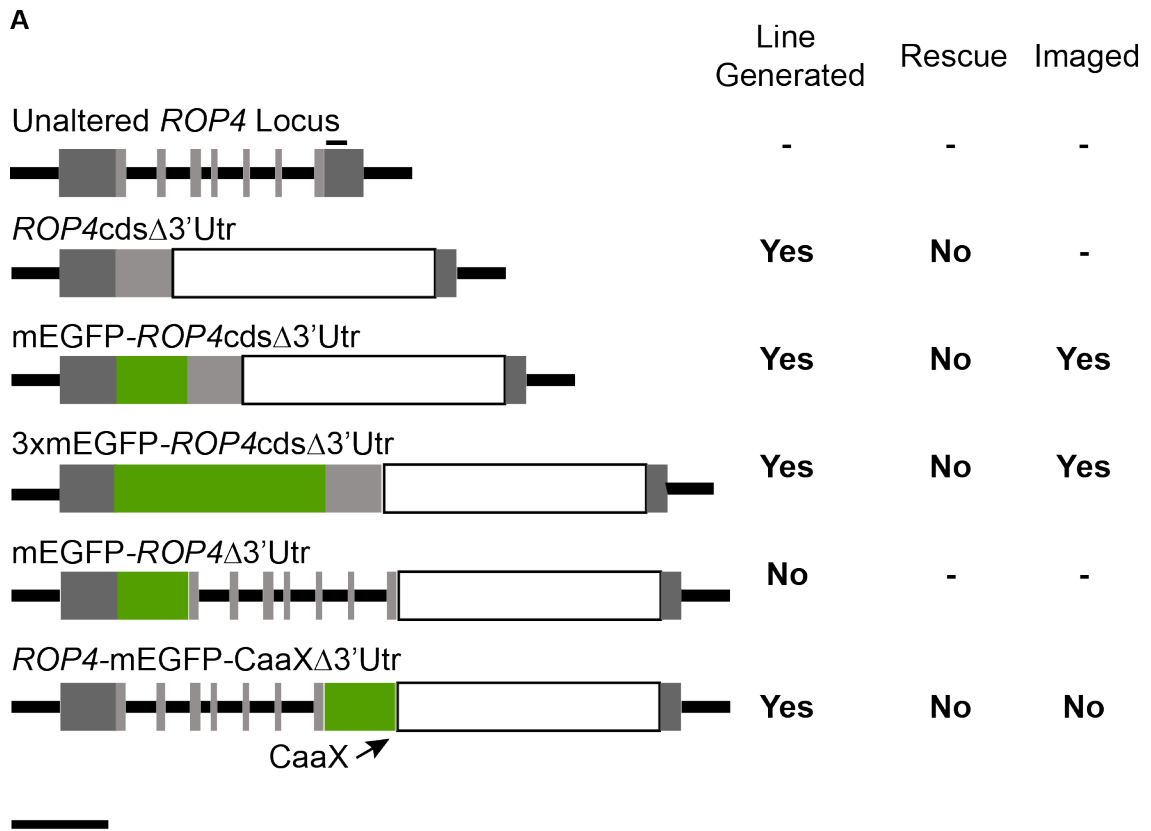 A
Line Generated Rescue Imaged
Unaltered ROP4 Locus
- - -
ROP4cdsΔ3’Utr
Yes No -
mEGFP-ROP4cdsΔ3’Utr
Yes No Yes
3xmEGFP-ROP4cdsΔ3’Utr
Yes No Yes
mEGFP-ROP4Δ3’Utr
No - -
ROP4-mEGFP-CaaXΔ3’Utr
Yes No No
CaaX